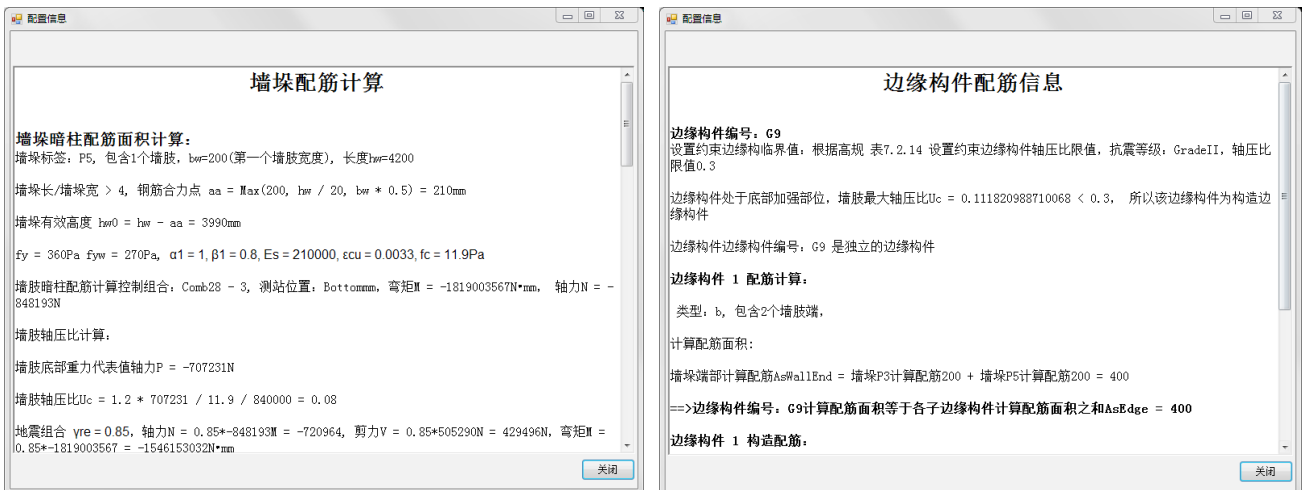 配置信息
墙垛配筋计算
墙垛暗柱配筋面积计算：
墙垛标签：P5, 包含1个墙肢，bw=200(第一个墙肢宽度), 长度hw=4200
墙垛长/墙垛宽 > 4, 钢筋合力点 aa = Max(200, hw / 20, bw * 0.5) = 210mm
墙垛有效高度 hw0 = hw - aa = 3990mm
fy = 360Pa fyw = 270Pa, α1 = 1, β1 = 0.8, Es = 210000, εcu = 0.0033, fc = 11.9Pa
墙肢暗柱配筋计算控制组合：Comb28 - 3, 测站位置：Bottommm, 弯矩M = -1819003567N•mm, 轴力N = -
848193N
墙肢轴压比计算：
墙肢底部重力代表值轴力P = -707231N
墙肢轴压比Uc = 1.2 * 707231 / 11.9 / 840000 = 0.08
地震组合 γre = 0.85, 轴力N = 0.85*-848193M = -720964, 剪力V = 0.85*505290N = 429496N, 弯矩M =
0.85*-1819003567 = -1546153032N•mm
关闭
配置信息
边缘构件配筋信息
边缘构件编号：G9
设置约束边缘构临界值：根据高规 表7.2.14 设置约束边缘构件轴压比限值，抗震等级：GradeII，轴压比
限值0.3
边缘构件处于底部加强部位，墙肢最大轴压比Uc = 0.111820988710068 < 0.3， 所以该边缘构件为构造边
缘构件
边缘构件边缘构件编号：G9 是独立的边缘构件
边缘构件 1 配筋计算：
类型：b, 包含2个墙肢端，
计算配筋面积:
墙垛端部计算配筋AsWallEnd = 墙垛P3计算配筋200 + 墙垛P5计算配筋200 = 400
==>边缘构件编号：G9计算配筋面积等于各子边缘构件计算配筋面积之和AsEdge = 400
边缘构件 1 构造配筋：
关闭